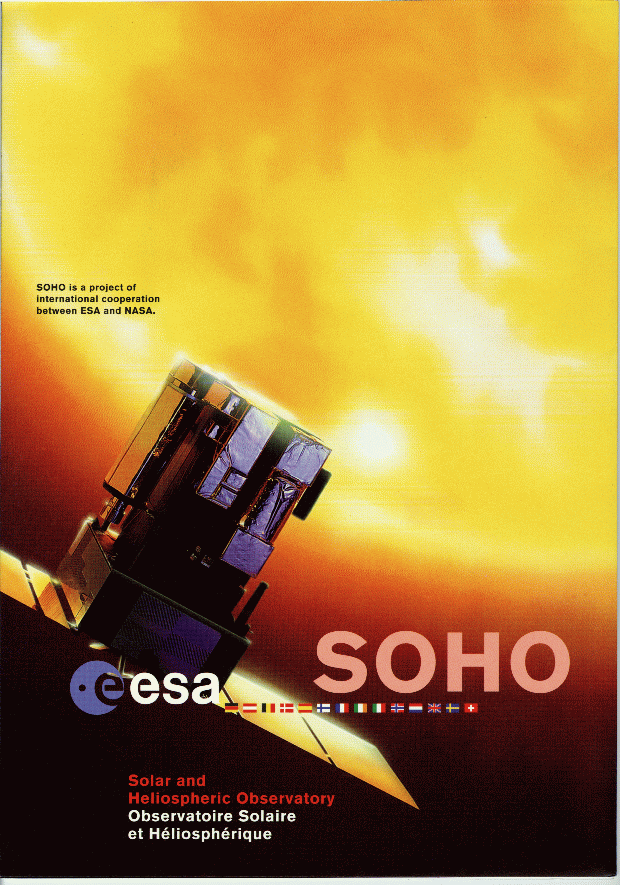 SOHO is a project of
international cooperation
between ESA and NASA.
SOHO
esa
Solar and
Heliospheric Observatory
Observatoire Solaire
et Héliosphérique